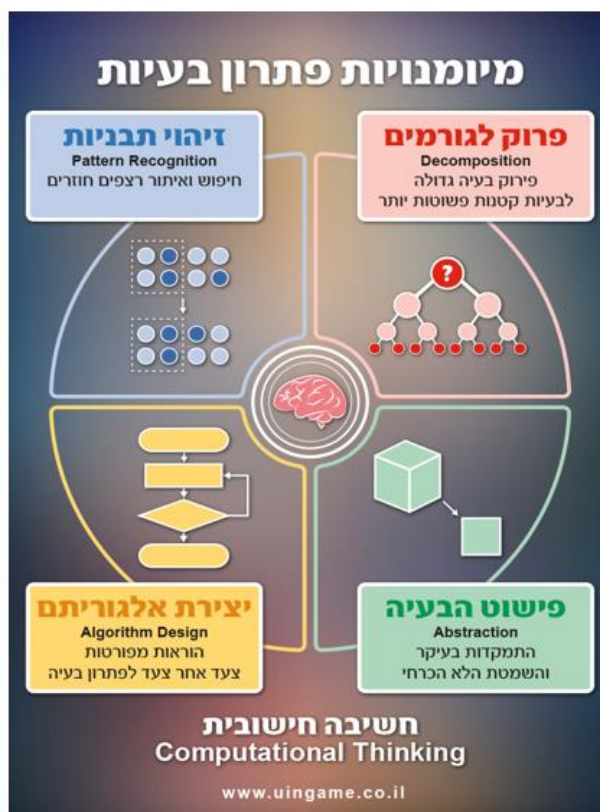 מיומנויות פתרון בעיות
פרוק לגורמים
Decomposition
פירוק בעיה גדולה
לבעיות קטנות פשוטות יותר
זיהוי תבניות
Pattern Recognition
חיפוש ואיתור רצפים חוזרים
?
פישוט הבעיה
Abstraction
התמקדות בעיקר
והשמטת הלא הכרחי
יצירת אלגוריתם
Algorithm Design
הוראות מפורטות
צעד אחר צעד לפתרון בעיה
חשיבה חישובית
Computational Thinking
www.uingame.co.il